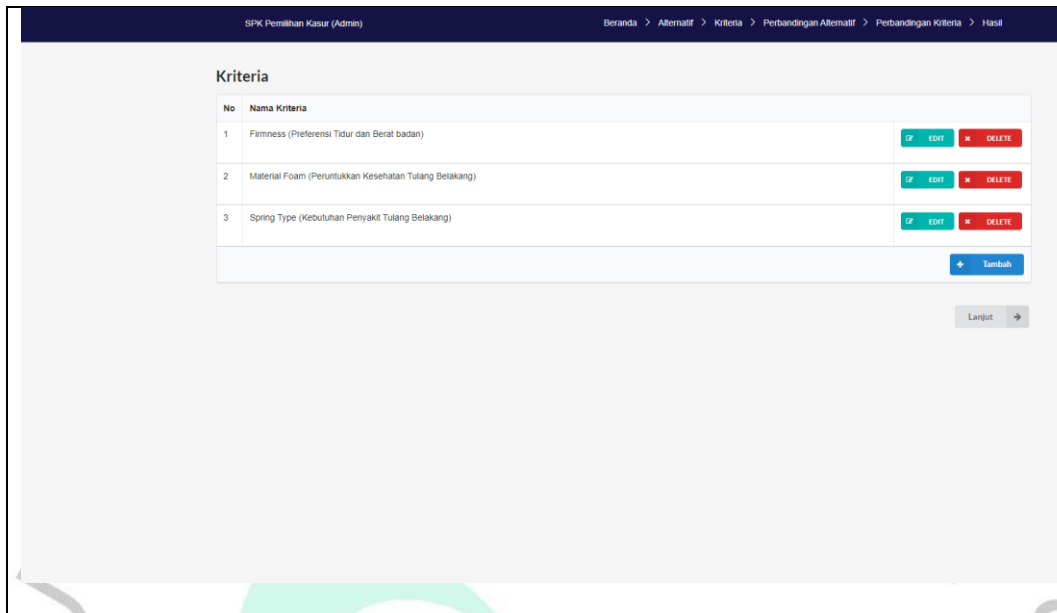 SPK Pemilihan Kasur (Admin) Beranda > Alternatif > Kriteria > Perbandingan Alternatif > Perbandingan Kriteria > Hasil
Kriteria
No Nama Kriteria
1 Firmness (Preferensi Tidur dan Berat badan) EDIT DELETE
2 Material Foam (Peruntukkan Kesehatan Tulang Belakang) EDIT DELETE
3 Spring Type (Kebutuhan Penyakit Tulang Belakang) EDIT DELETE
Tambah
Lanjut